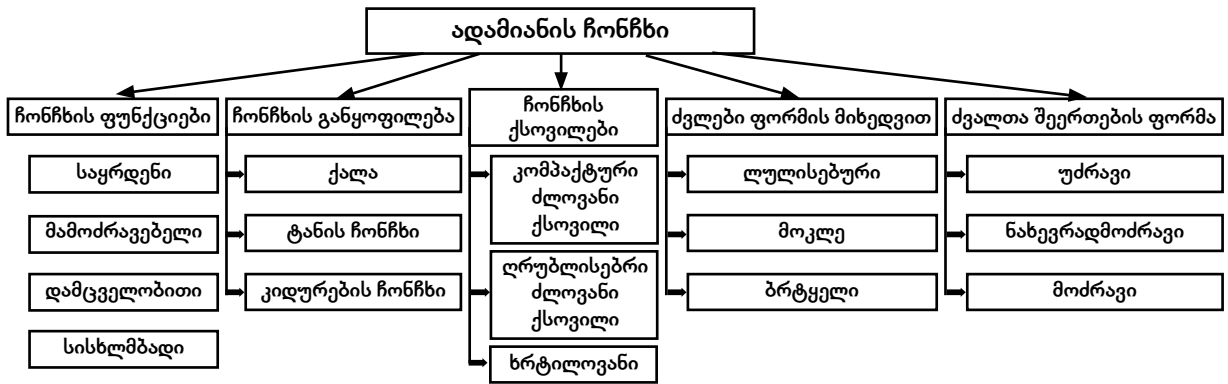 ადამიანის ჩონჩხი
ჩონჩხის ფუნქციები
საყრდენი
მამოძრავებელი
დამცველობითი
სისხლმბადი
ჩონჩხის განყოფილება
ქალა
ტანის ჩონჩხი
კიდურების ჩონჩხი
ჩონჩხის
ქსოვილები
კომპაქტური
ძლოვანი
ქსოვილი
ღრუბლისებრი
ძლოვანი
ქსოვილი
ხრტილოვანი
ძვლები ფორმის მიხედვით
ლულისებური
მოკლე
ბრტყელი
ძვალთა შეერთების ფორმა
უძრავი
ნახევრადმოძრავი
მოძრავი